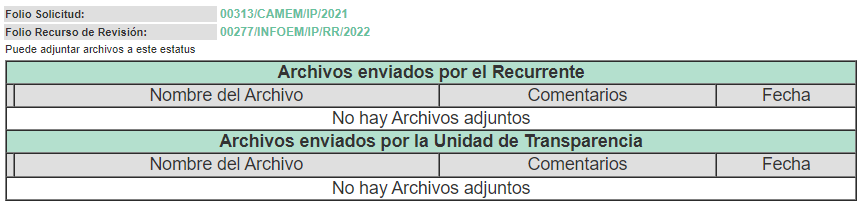 Folio Solicitud: 00313/CAMEM/IP/2021
Folio Recurso de Revisión: 00277/INFOEM/IP/RR/2022
Puede adjuntar archivos a este estatus
Archivos enviados por el Recurrente
Nombre del Archivo Comentarios Fecha
No hay Archivos adjuntos
Archivos enviados por la Unidad de Transparencia
Nombre del Archivo Comentarios Fecha
No hay Archivos adjuntos